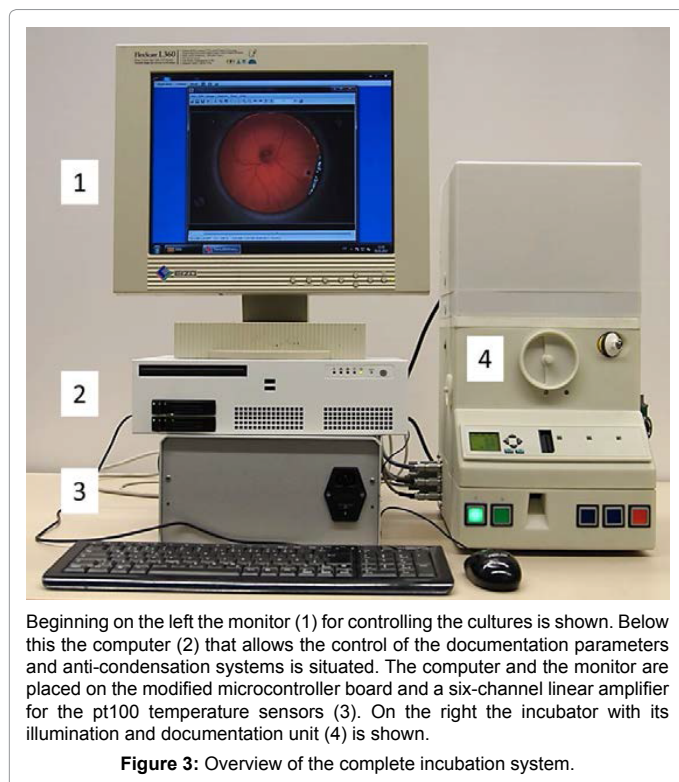 FlexScan L360
1
EIZO
2
3
4
Beginning on the left the monitor (1) for controlling the cultures is shown. Below
this the computer (2) that allows the control of the documentation parameters
and anti-condensation systems is situated. The computer and the monitor are
placed on the modified microcontroller board and a six-channel linear amplifier
for the pt100 temperature sensors (3). On the right the incubator with its
illumination and documentation unit (4) is shown.
Figure 3: Overview of the complete incubation system.